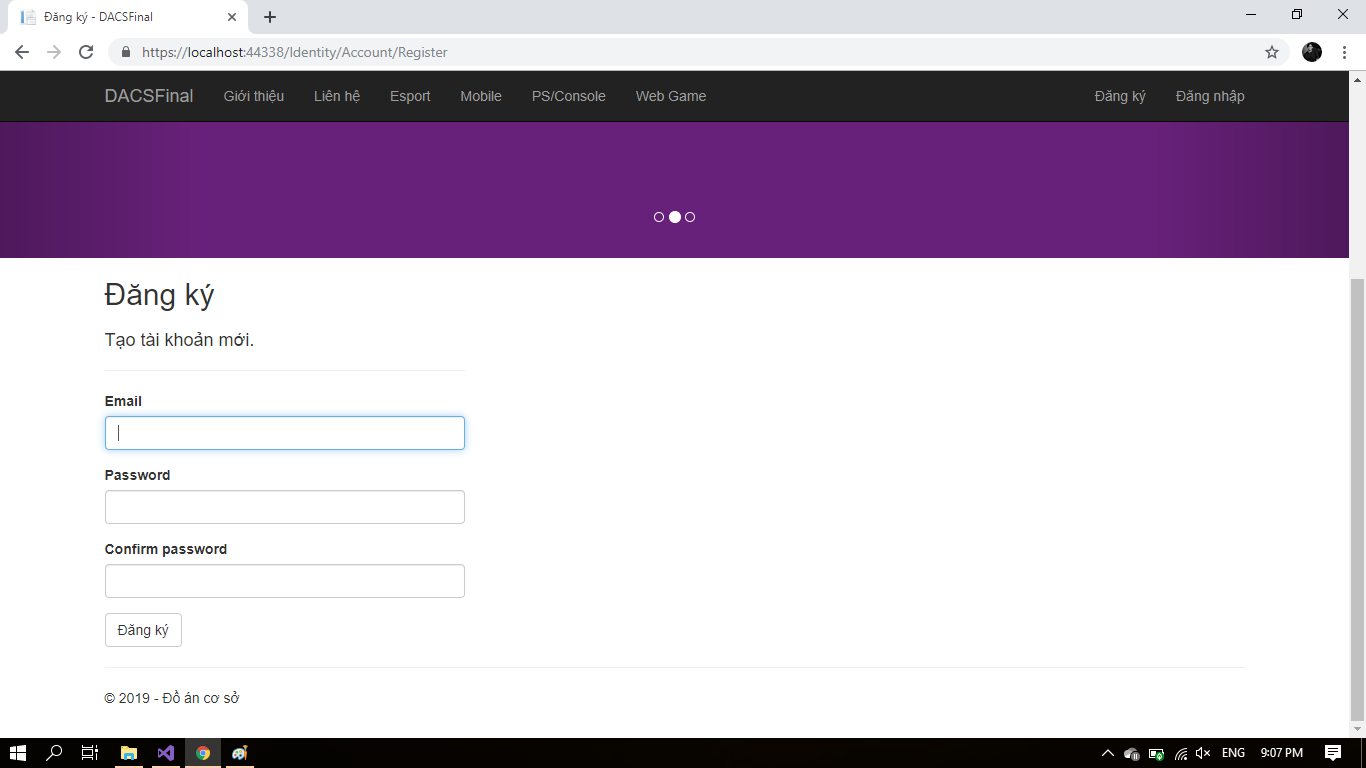 Đăng ký - DACSFinal
https://localhost:44338/Identity/Account/Register
DACSFinal Giới thiệu Liên hệ Esport Mobile PS/Console Web Game Đăng ký Đăng nhập
Đăng ký
Tạo tài khoản mới.
Email
Password
Confirm password
Đăng ký
© 2019 - Đồ án cơ sở
ENG 9:07 PM